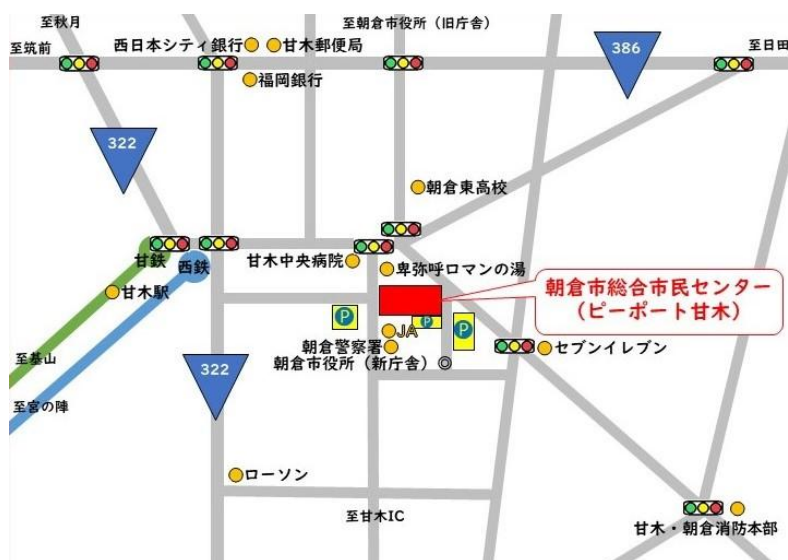 至秋月
至朝倉市役所（旧庁舎）
至筑前
西日本シティ銀行
甘木郵便局
386
至日田
福岡銀行
322
朝倉東高校
甘鉄
西鉄
甘木中央病院
卑弥呼ロマンの湯
朝倉市総合市民センター
（ピーポート甘木）
甘木駅
P
P
P
JA
朝倉警察署
セブンイレブン
至基山
朝倉市役所（新庁舎）
322
至宮の陣
ローソン
至甘木IC
甘木・朝倉消防本部